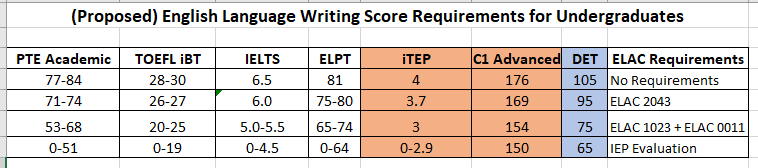 (Proposed) English Language Writing Score Requirements for Undergraduates
PTE Academic TOEFL iBT IELTS ELPT iTEP C1 Advanced DET ELAC Requirements
77-84 28-30 6.5 81 4 176 105 No Requirements
71-74 26-27 6.0 75-80 3.7 169 95 ELAC 2043
53-68 20-25 5.0-5.5 65-74 3 154 75 ELAC 1023 + ELAC 0011
0-51 0-19 0-4.5 0-64 0-2.9 150 65 IEP Evaluation